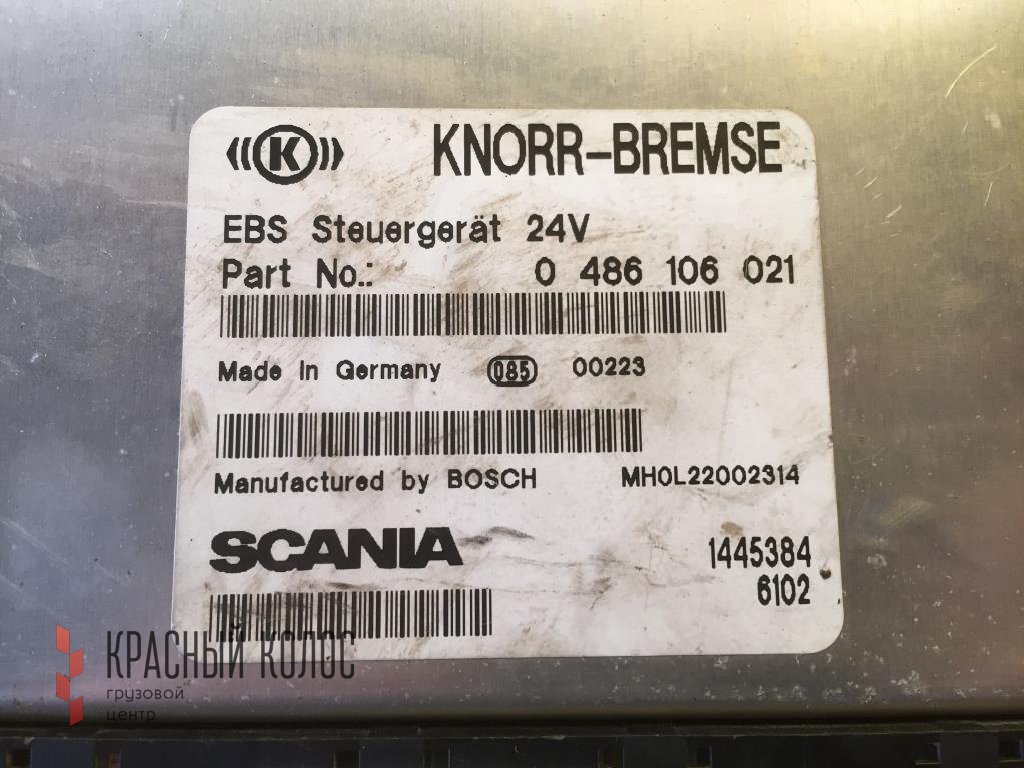 K KNORR-BREMSE
EBS Steuergerät 24V
Part No.: 0 486 106 021
Made In Germany 085 00223
Manufactured by BOSCH MH0L22002314
SCANIA 1445384
6102
КРАСНЫЙ КОЛОС
грузовой
центр